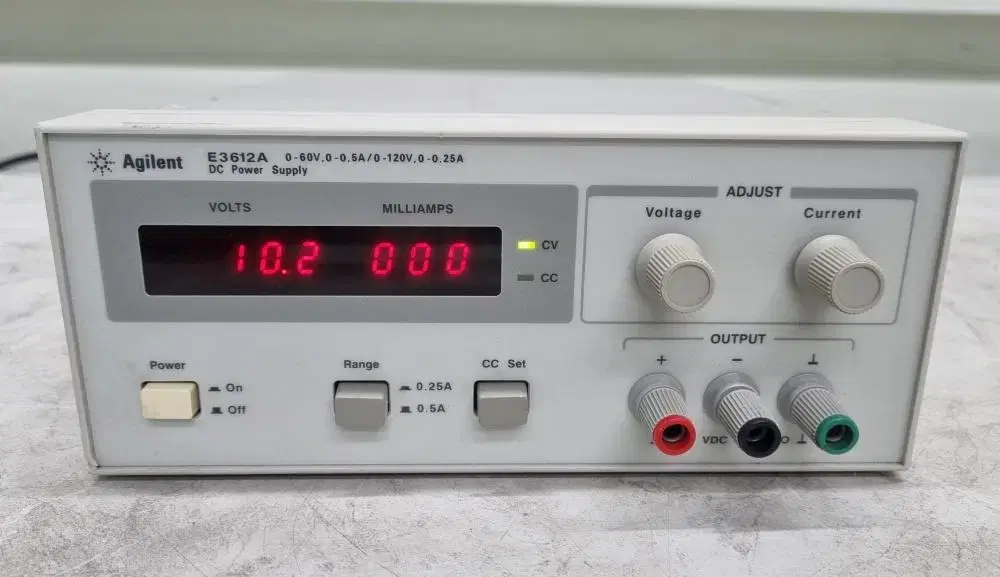 Agilent E3612A 0-60V,0-0.5A/0-120V,0-0.25A
DC Power Supply
VOLTS MILLIAMPS
10.2 000
CV
CC
ADJUST
Voltage Current
OUTPUT
+ - ⊥
VDC ⊥
Power
On
Off
Range
0.25A
0.5A
CC Set